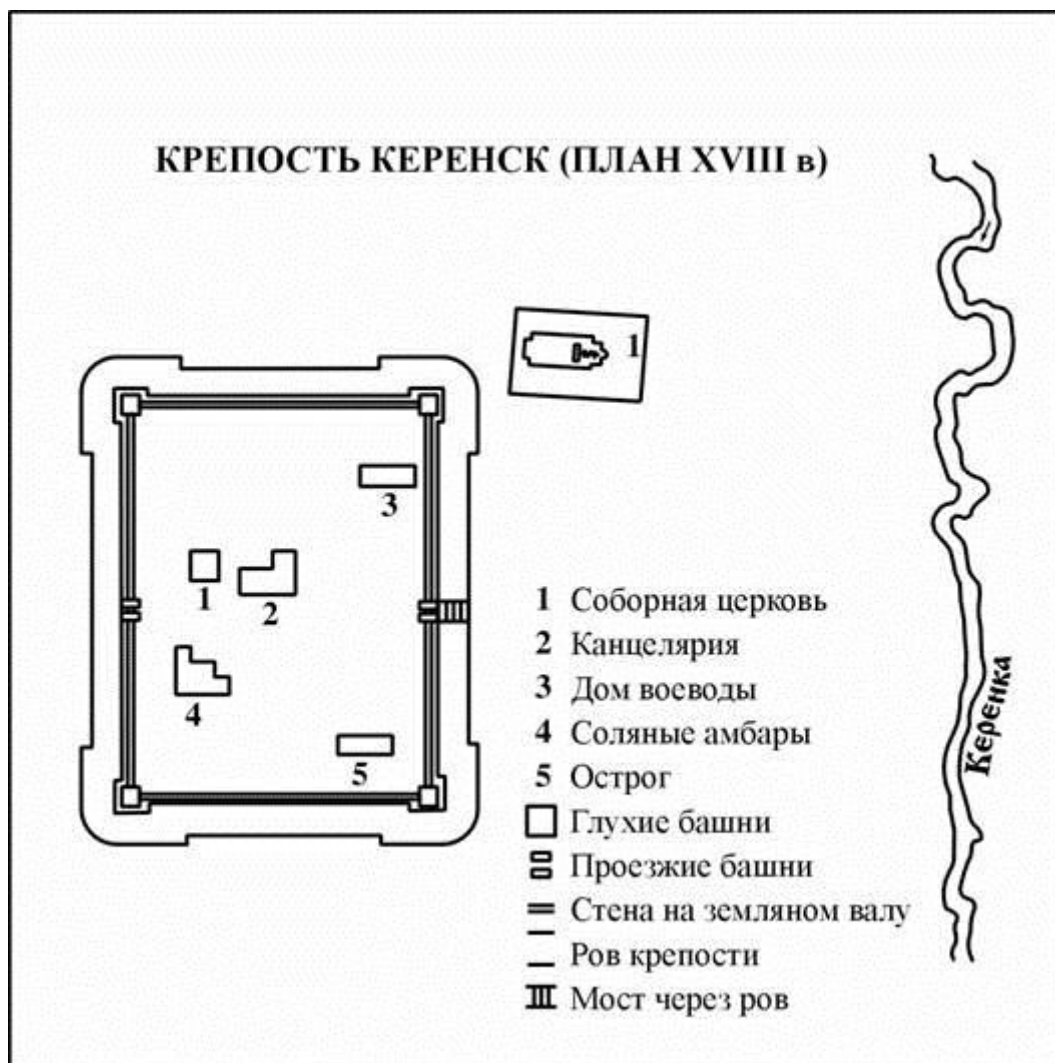 КРЕПОСТЬ КЕРЕНСК (ПЛАН XVIII в)
1
3
1
2
4
5
1 Соборная церковь
2 Канцелярия
3 Дом воеводы
4 Соляные амбары
5 Острог
Глухие башни
Проезжие башни
Стена на земляном валу
Ров крепости
Мост через ров
Керенка